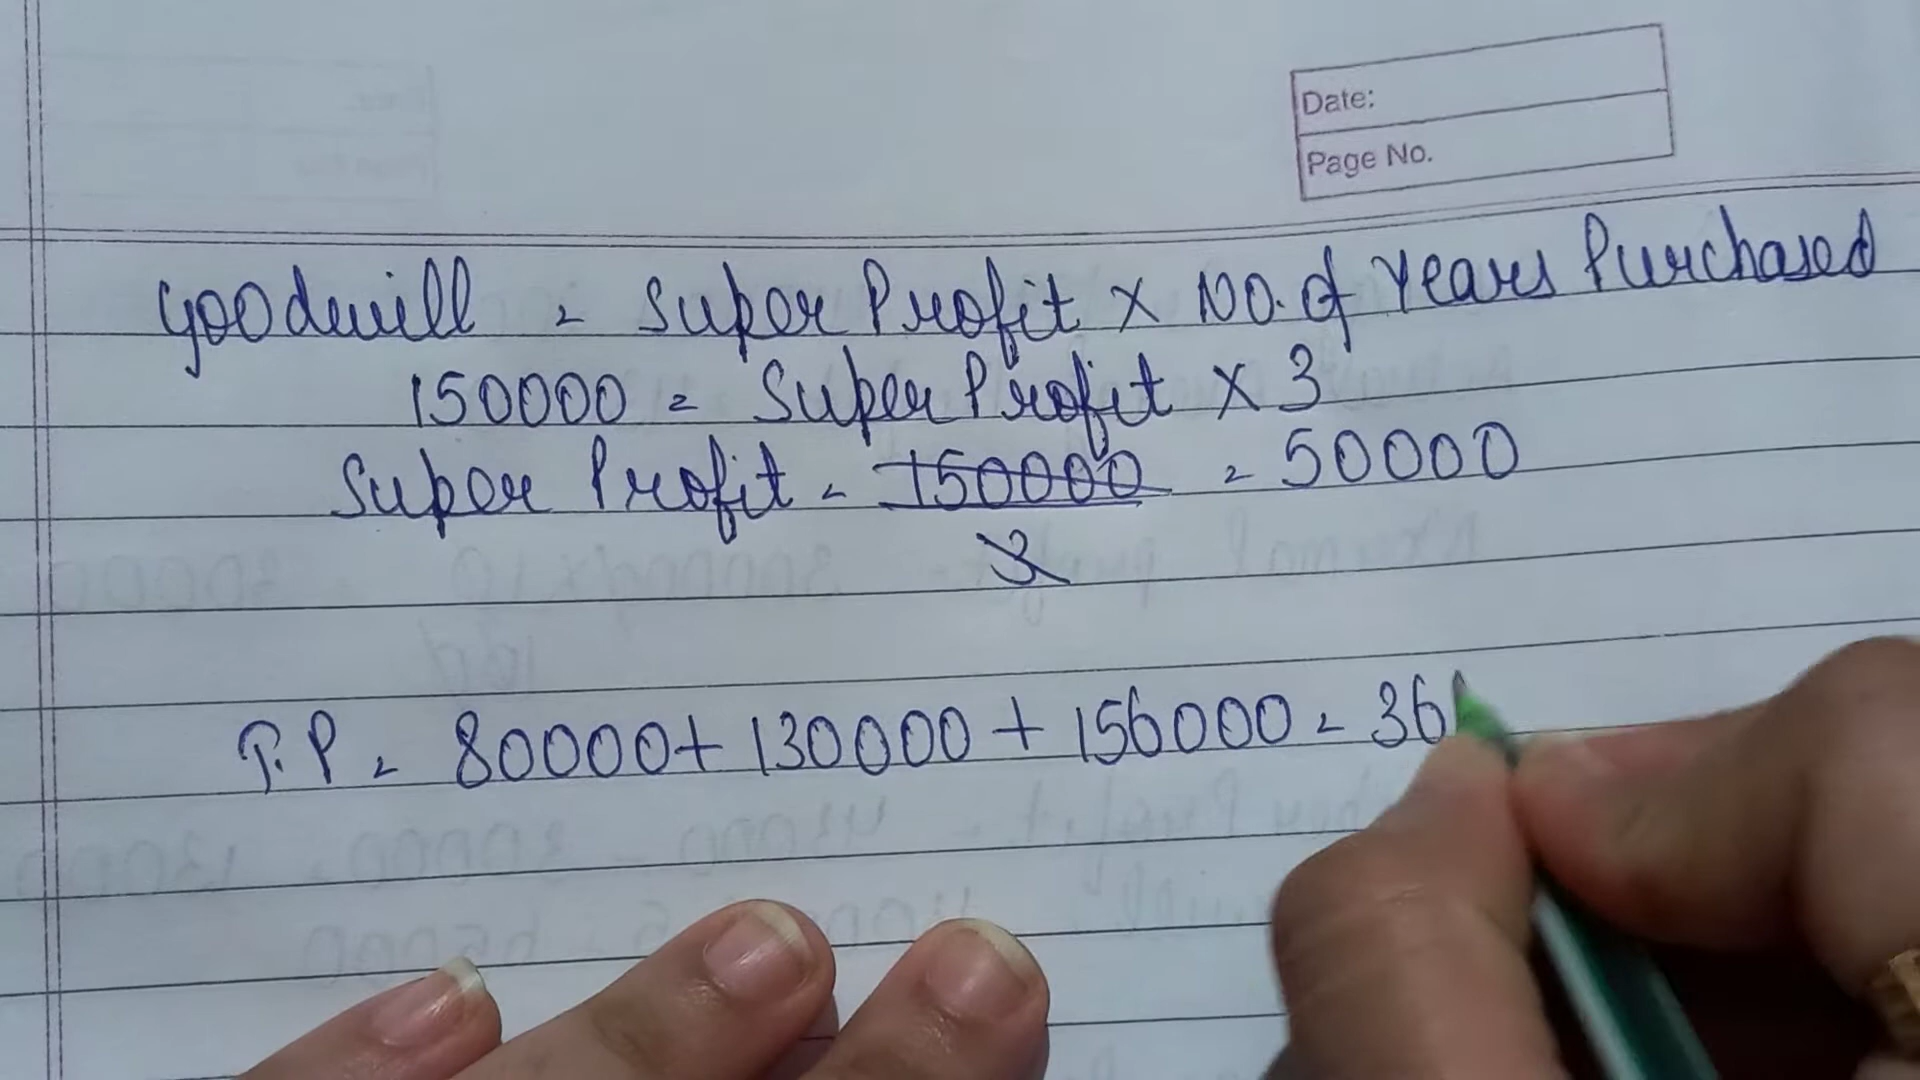 Date:
Page No.
Goodwill = Super Profit × No. of Years Purchased
150000 = Super Profit × 3
Super Profit = 150000 = 50000
3
T.P = 80000 + 130000 + 156000 = 36